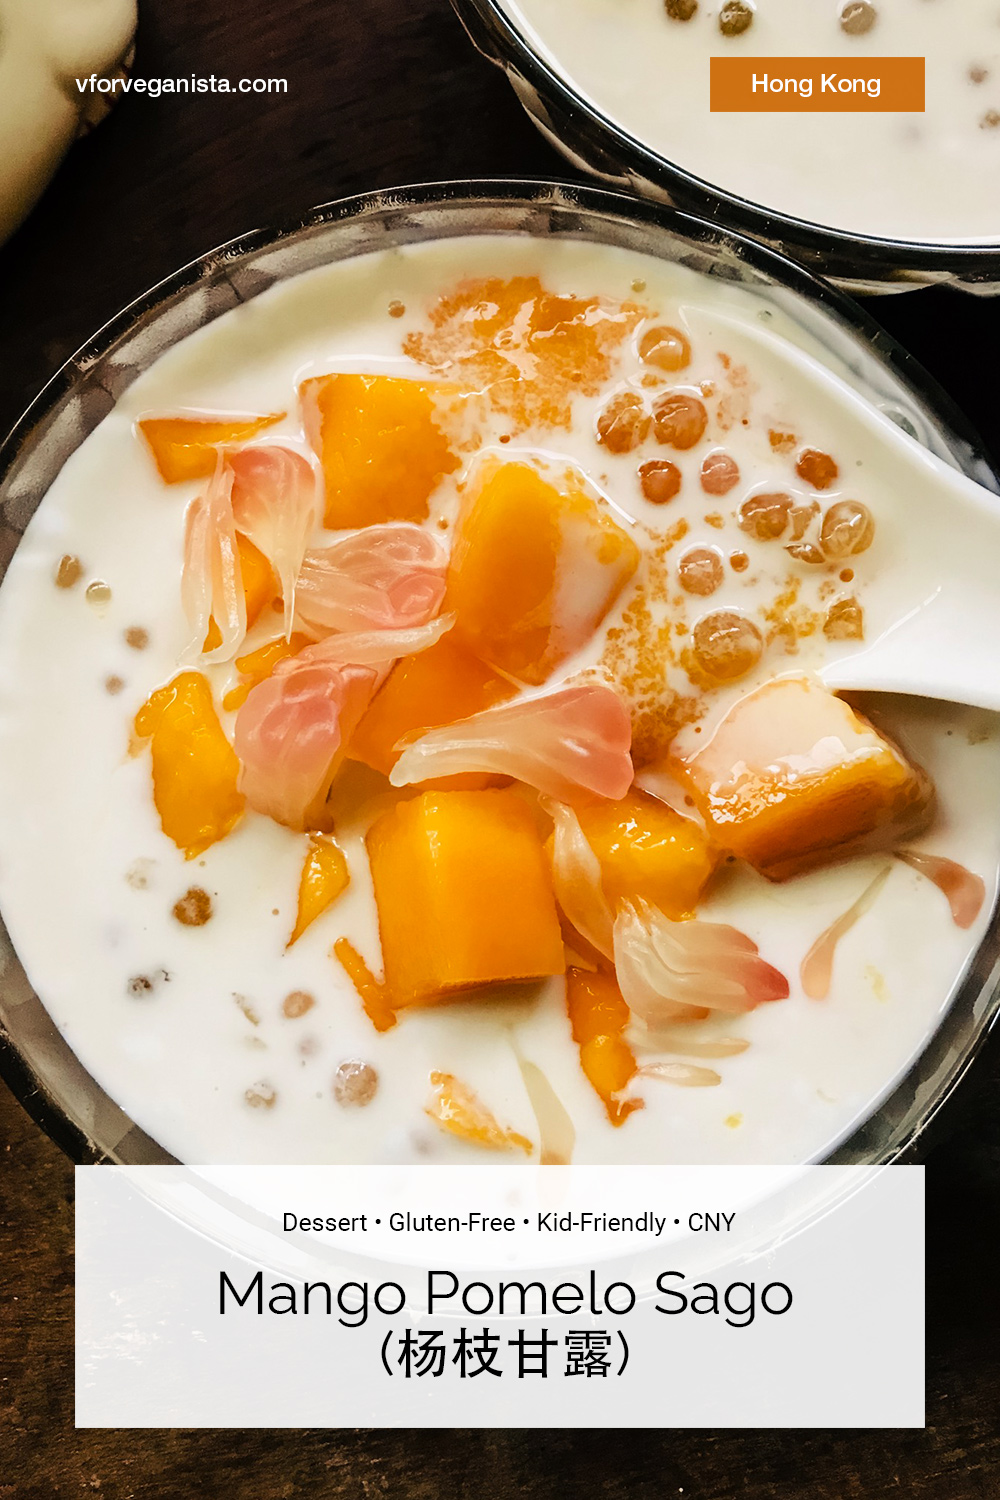 vforveganista.com
Hong Kong
Dessert • Gluten-Free • Kid-Friendly • CNY
Mango Pomelo Sago
(杨枝甘露)